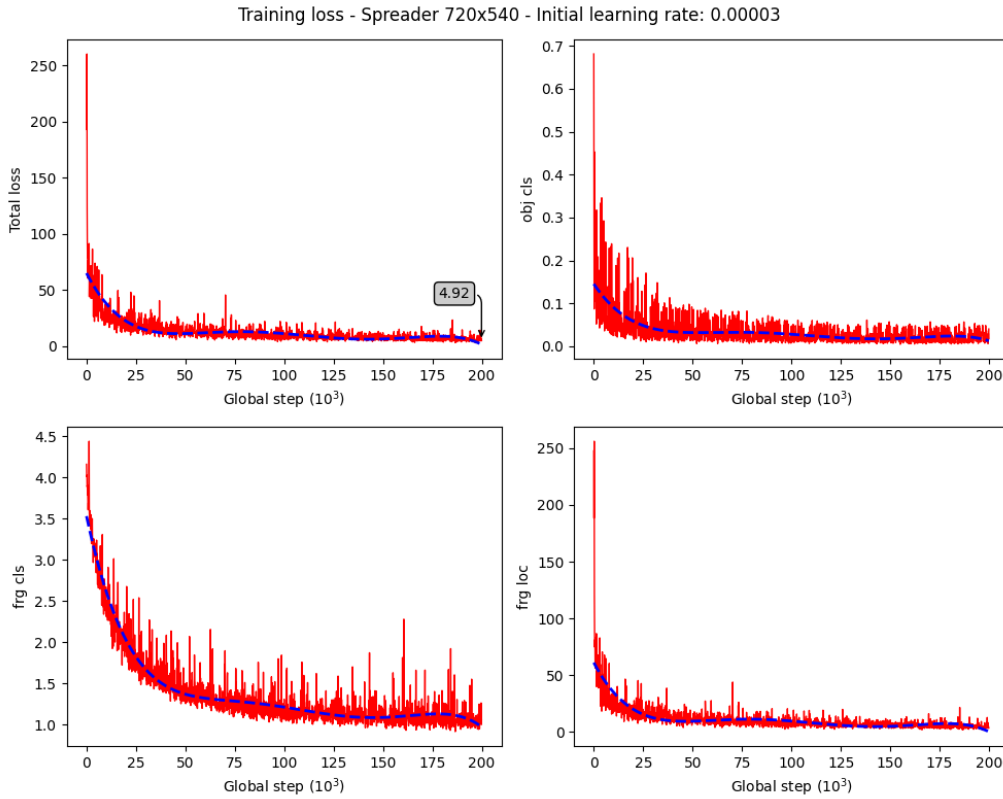 Training loss - Spreader 720x540 - Initial learning rate: 0.00003
Total loss
250
200
150
100
50
0
4.92
0 25 50 75 100 125 150 175 200
Global step (10³)
obj cls
0.7
0.6
0.5
0.4
0.3
0.2
0.1
0.0
0 25 50 75 100 125 150 175 200
Global step (10³)
frg cls
4.5
4.0
3.5
3.0
2.5
2.0
1.5
1.0
0 25 50 75 100 125 150 175 200
Global step (10³)
frg loc
250
200
150
100
50
0
0 25 50 75 100 125 150 175 200
Global step (10³)